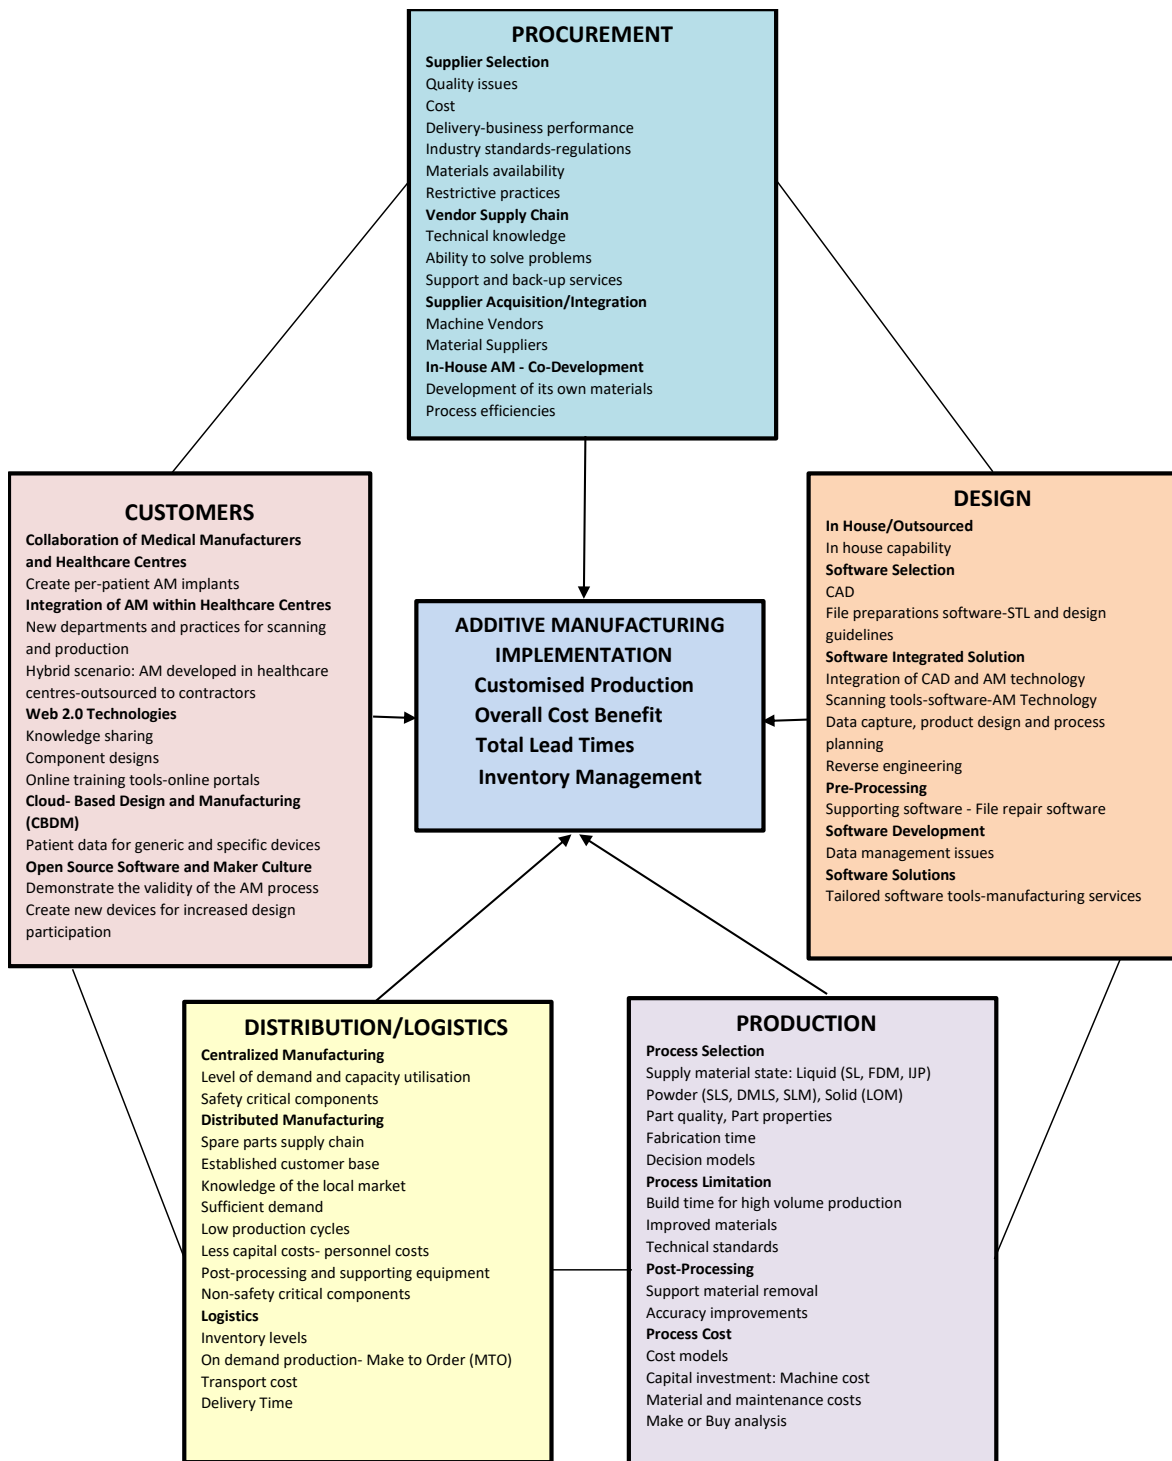 PROCUREMENT
Supplier Selection
Quality issues
Cost
Delivery-business performance
Industry standards-regulations
Materials availability
Restrictive practices
Vendor Supply Chain
Technical knowledge
Ability to solve problems
Support and back-up services
Supplier Acquisition/Integration
Machine Vendors
Material Suppliers
In-House AM - Co-Development
Development of its own materials
Process efficiencies
CUSTOMERS
Collaboration of Medical Manufacturers
and Healthcare Centres
Create per-patient AM implants
Integration of AM within Healthcare Centres
New departments and practices for scanning
and production
Hybrid scenario: AM developed in healthcare
centres-outsourced to contractors
Web 2.0 Technologies
Knowledge sharing
Component designs
Online training tools-online portals
Cloud- Based Design and Manufacturing
(CBDM)
Patient data for generic and specific devices
Open Source Software and Maker Culture
Demonstrate the validity of the AM process
Create new devices for increased design
participation
ADDITIVE MANUFACTURING
IMPLEMENTATION
Customised Production
Overall Cost Benefit
Total Lead Times
Inventory Management
DESIGN
In House/Outsourced
In house capability
Software Selection
CAD
File preparations software-STL and design
guidelines
Software Integrated Solution
Integration of CAD and AM technology
Scanning tools-software-AM Technology
Data capture, product design and process
planning
Reverse engineering
Pre-Processing
Supporting software - File repair software
Software Development
Data management issues
Software Solutions
Tailored software tools-manufacturing services
DISTRIBUTION/LOGISTICS
Centralized Manufacturing
Level of demand and capacity utilisation
Safety critical components
Distributed Manufacturing
Spare parts supply chain
Established customer base
Knowledge of the local market
Sufficient demand
Low production cycles
Less capital costs- personnel costs
Post-processing and supporting equipment
Non-safety critical components
Logistics
Inventory levels
On demand production- Make to Order (MTO)
Transport cost
Delivery Time
PRODUCTION
Process Selection
Supply material state: Liquid (SL, FDM, IJP)
Powder (SLS, DMLS, SLM), Solid (LOM)
Part quality, Part properties
Fabrication time
Decision models
Process Limitation
Build time for high volume production
Improved materials
Technical standards
Post-Processing
Support material removal
Accuracy improvements
Process Cost
Cost models
Capital investment: Machine cost
Material and maintenance costs
Make or Buy analysis